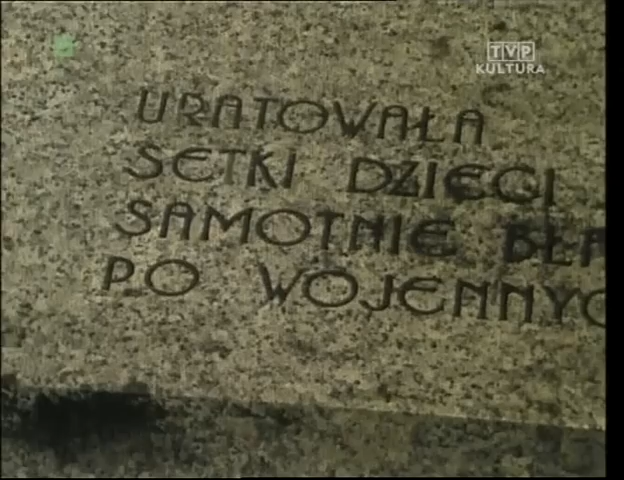 TVP
KULTURA
URATOWAŁA
SETKI DZIECI
SAMOTNIE
PO